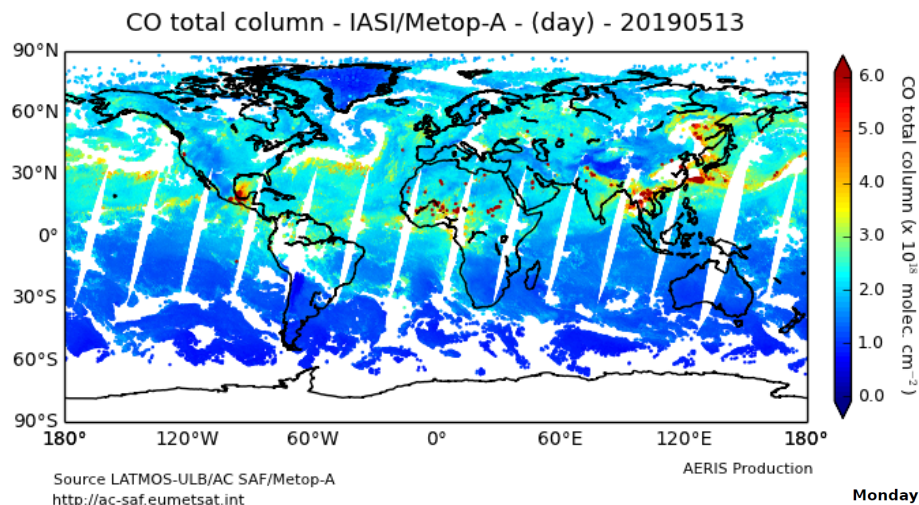 CO total column - IASI/Metop-A - (day) - 20190513
90°N
60°N
30°N
0°
30°S
60°S
90°S
180° 120°W 60°W 0° 60°E 120°E 180°
6.0
5.0
4.0
3.0
2.0
1.0
0.0
CO total column (x 10¹⁸ molec. cm⁻²)
Source LATMOS-ULB/AC SAF/Metop-A
http://ac-saf.eumetsat.int
AERIS Production
Monday